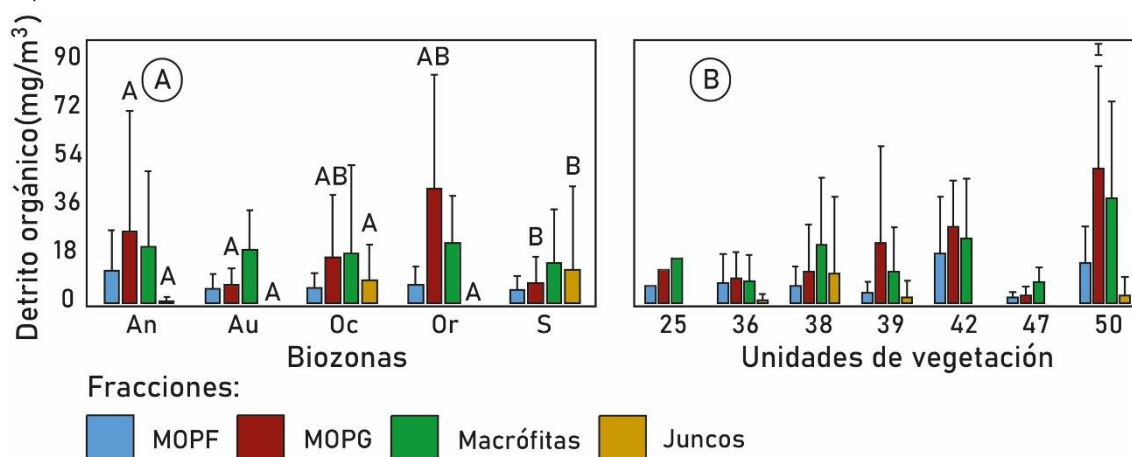 Detrito orgánico(mg/m³)
90
72
54
36
18
0
A
A
A
A
A
AB
A
AB
A
B
B
An Au Oc Or S
Biozonas
B
25 36 38 39 42 47 50
Unidades de vegetación
Fracciones:
MOPF MOPG Macrófitas Juncos